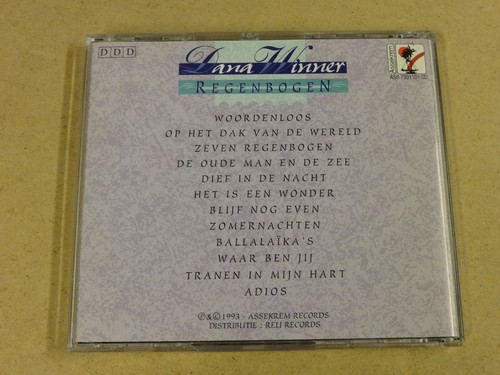 DDD
Dana Winner
REGENBOGEN
Assekrem
WOORDENLOOS
OP HET DAK VAN DE WERELD
ZEVEN REGENBOGEN
DE OUDE MAN EN DE ZEE
DIEF IN DE NACHT
HET IS EEN WONDER
BLIJF NOG EVEN
ZOMERNACHTEN
BALLALAÏKA'S
WAAR BEN JIJ
TRANEN IN MIJN HART
ADIOS
℗ & © 1993 - ASSEKREM RECORDS
DISTRIBUTIE : RELI RECORDS